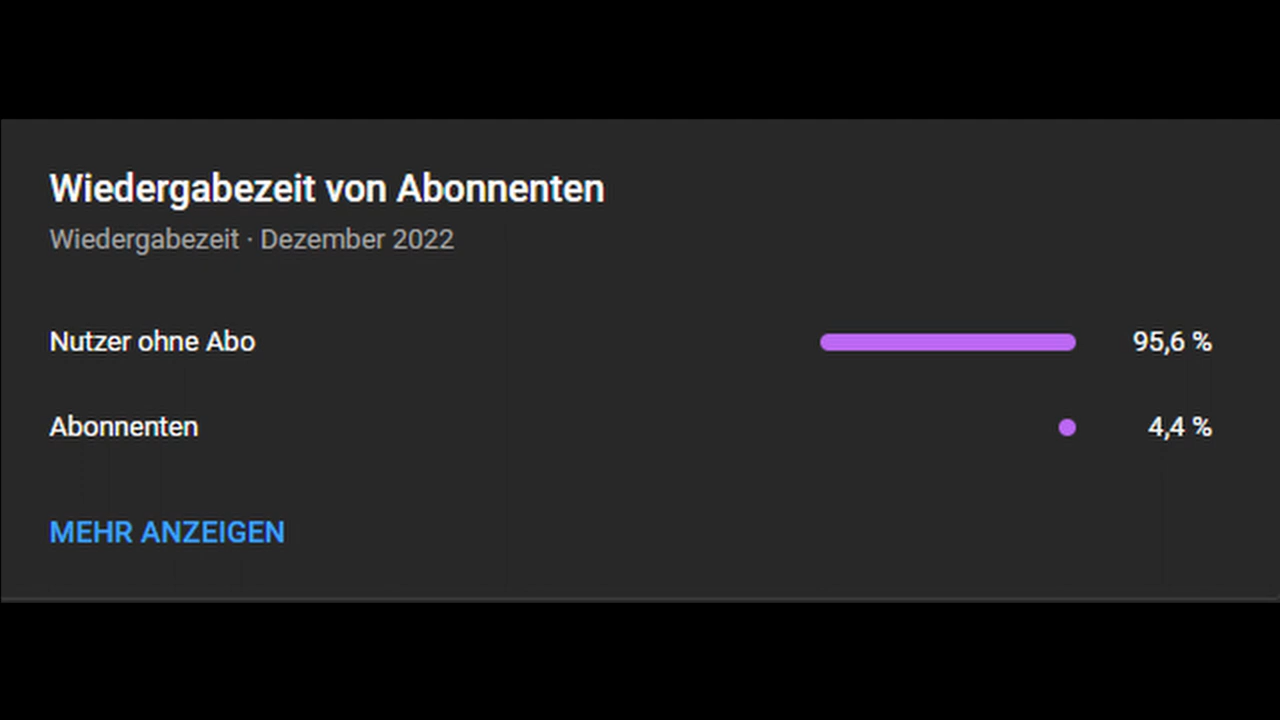 Wiedergabezeit von Abonnenten
Wiedergabezeit · Dezember 2022
Nutzer ohne Abo 95,6 %
Abonnenten 4,4 %
MEHR ANZEIGEN